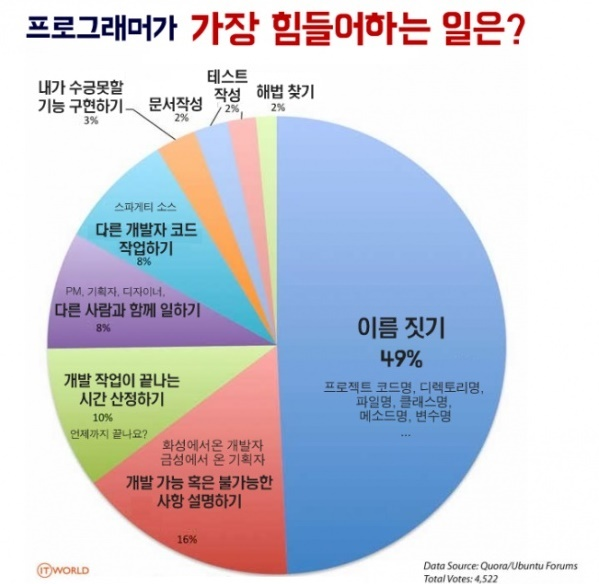 프로그래머가 가장 힘들어하는 일은?
내가 수긍못할
기능 구현하기
3%
문서작성
2%
테스트
작성
2%
해법 찾기
2%
스파게티 소스
다른 개발자 코드
작업하기
8%
PM, 기획자, 디자이너,
다른 사람과 함께 일하기
8%
이름 짓기
49%
프로젝트 코드명, 디렉토리명,
파일명, 클래스명,
메소드명, 변수명
...
개발 작업이 끝나는
시간 산정하기
10%
언제까지 끝나요?
화성에서온 개발자
금성에서 온 기획자
개발 가능 혹은 불가능한
사항 설명하기
16%
ITWORLD
Data Source: Quora/Ubuntu Forums
Total Votes: 4,522